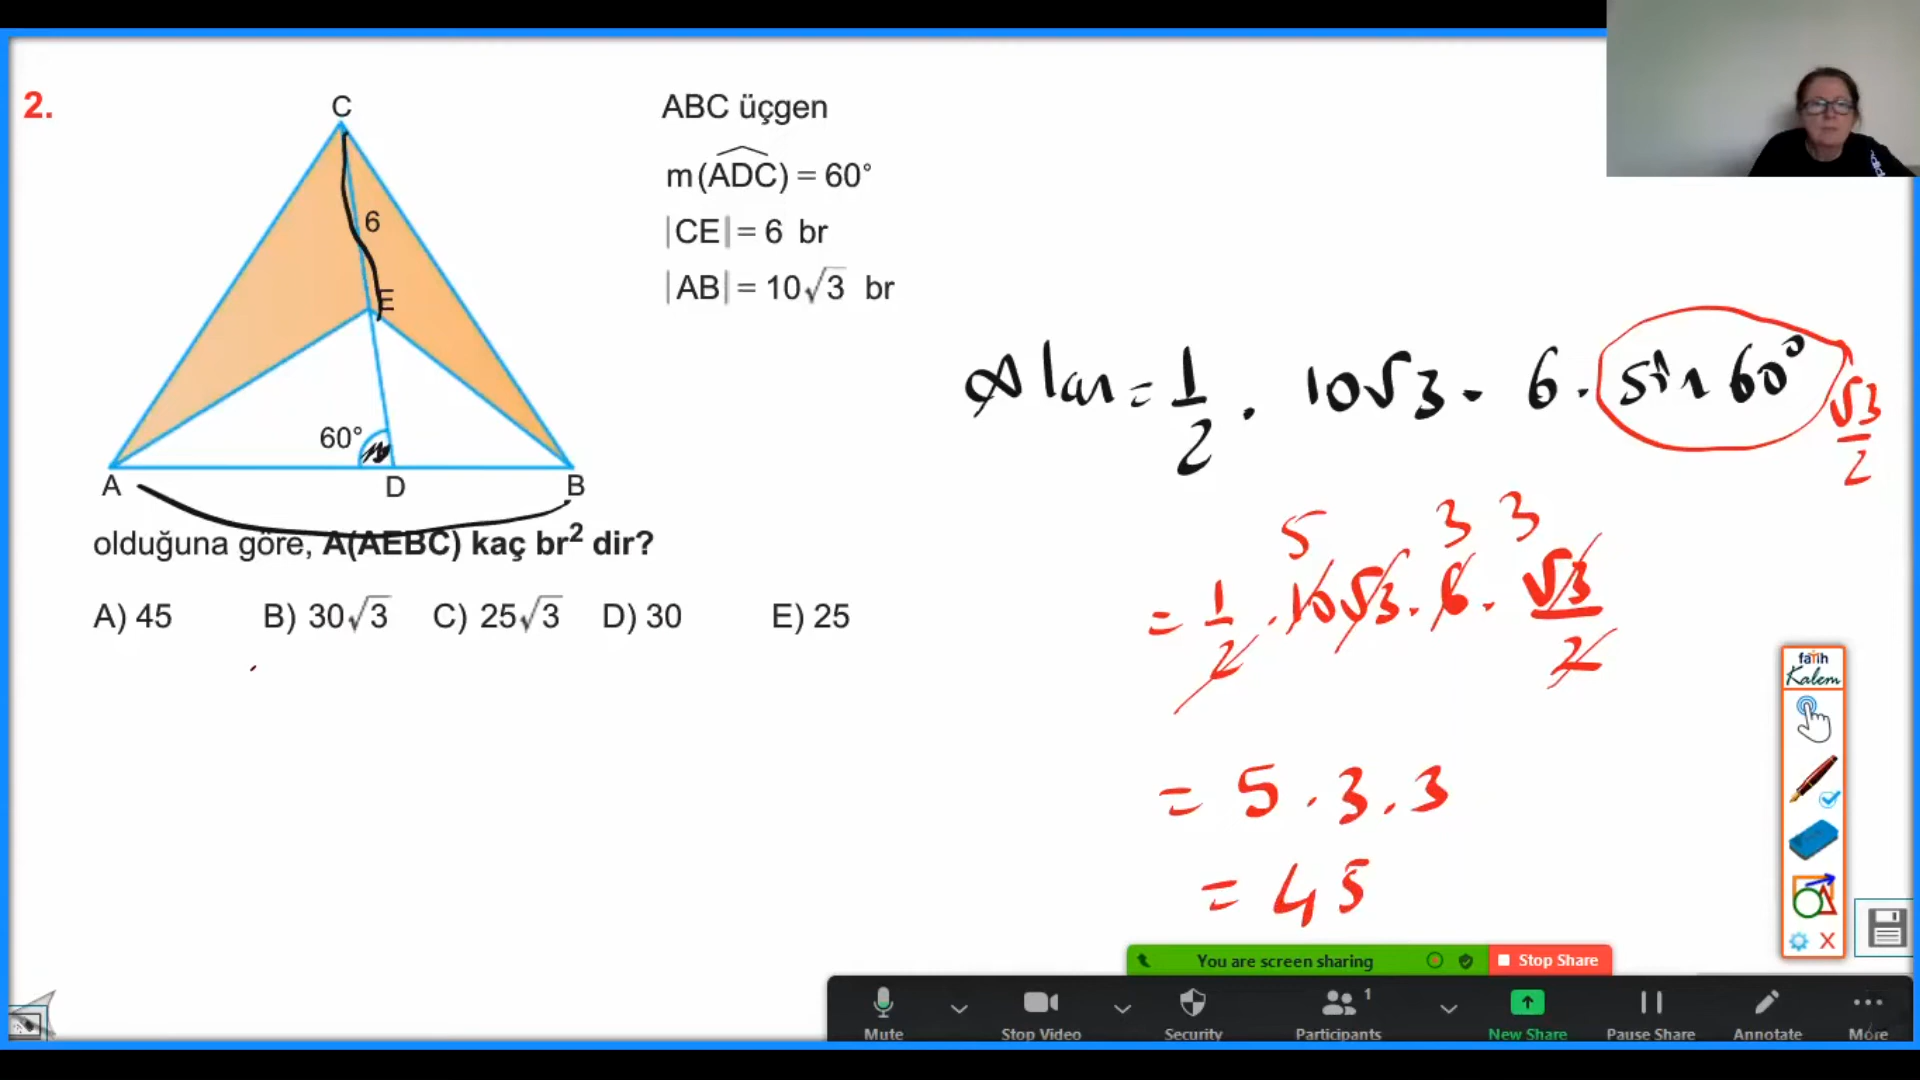 2.
C
6
E
60°
A
D
B
ABC üçgen
m(ADC) = 60°
|CE| = 6 br
|AB| = 10√3 br
olduğuna göre, A(AEBC) kaç br² dir?
A) 45 B) 30√3 C) 25√3 D) 30 E) 25
Alan = 1/2 . 10√3 . 6 . sin 60°
√3/2
5 3 3
= 1/2 . 10√3 . 6 . √3/2
= 5 . 3 . 3
= 45
fatih
Kalem
You are screen sharing
Stop Share
1
Mute
Stop Video
Security
Participants
New Share
Pause Share
Annotate
More